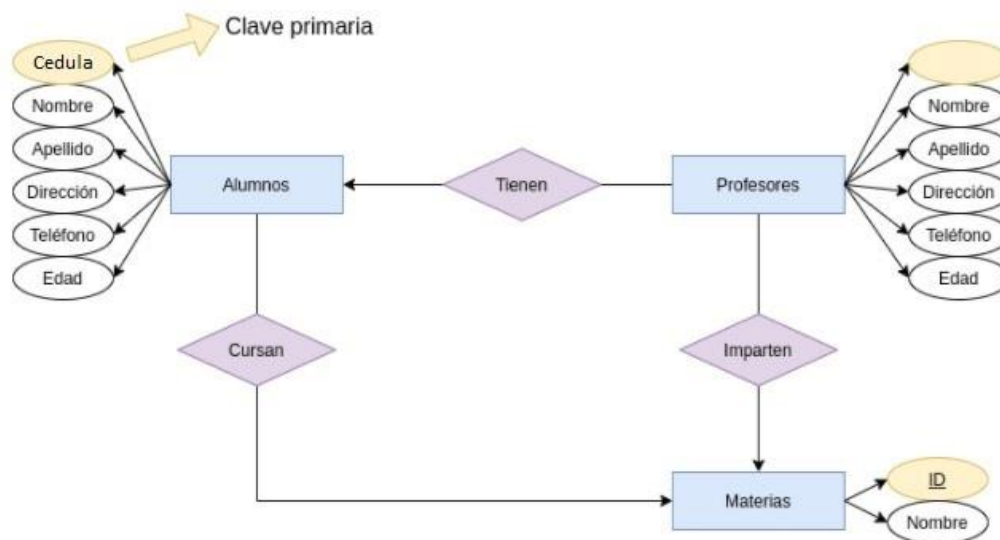 Clave primaria
Cedula
Nombre
Apellido
Dirección
Teléfono
Edad
Alumnos
Tienen
Profesores
Nombre
Apellido
Dirección
Teléfono
Edad
Cursan
Imparten
Materias
ID
Nombre